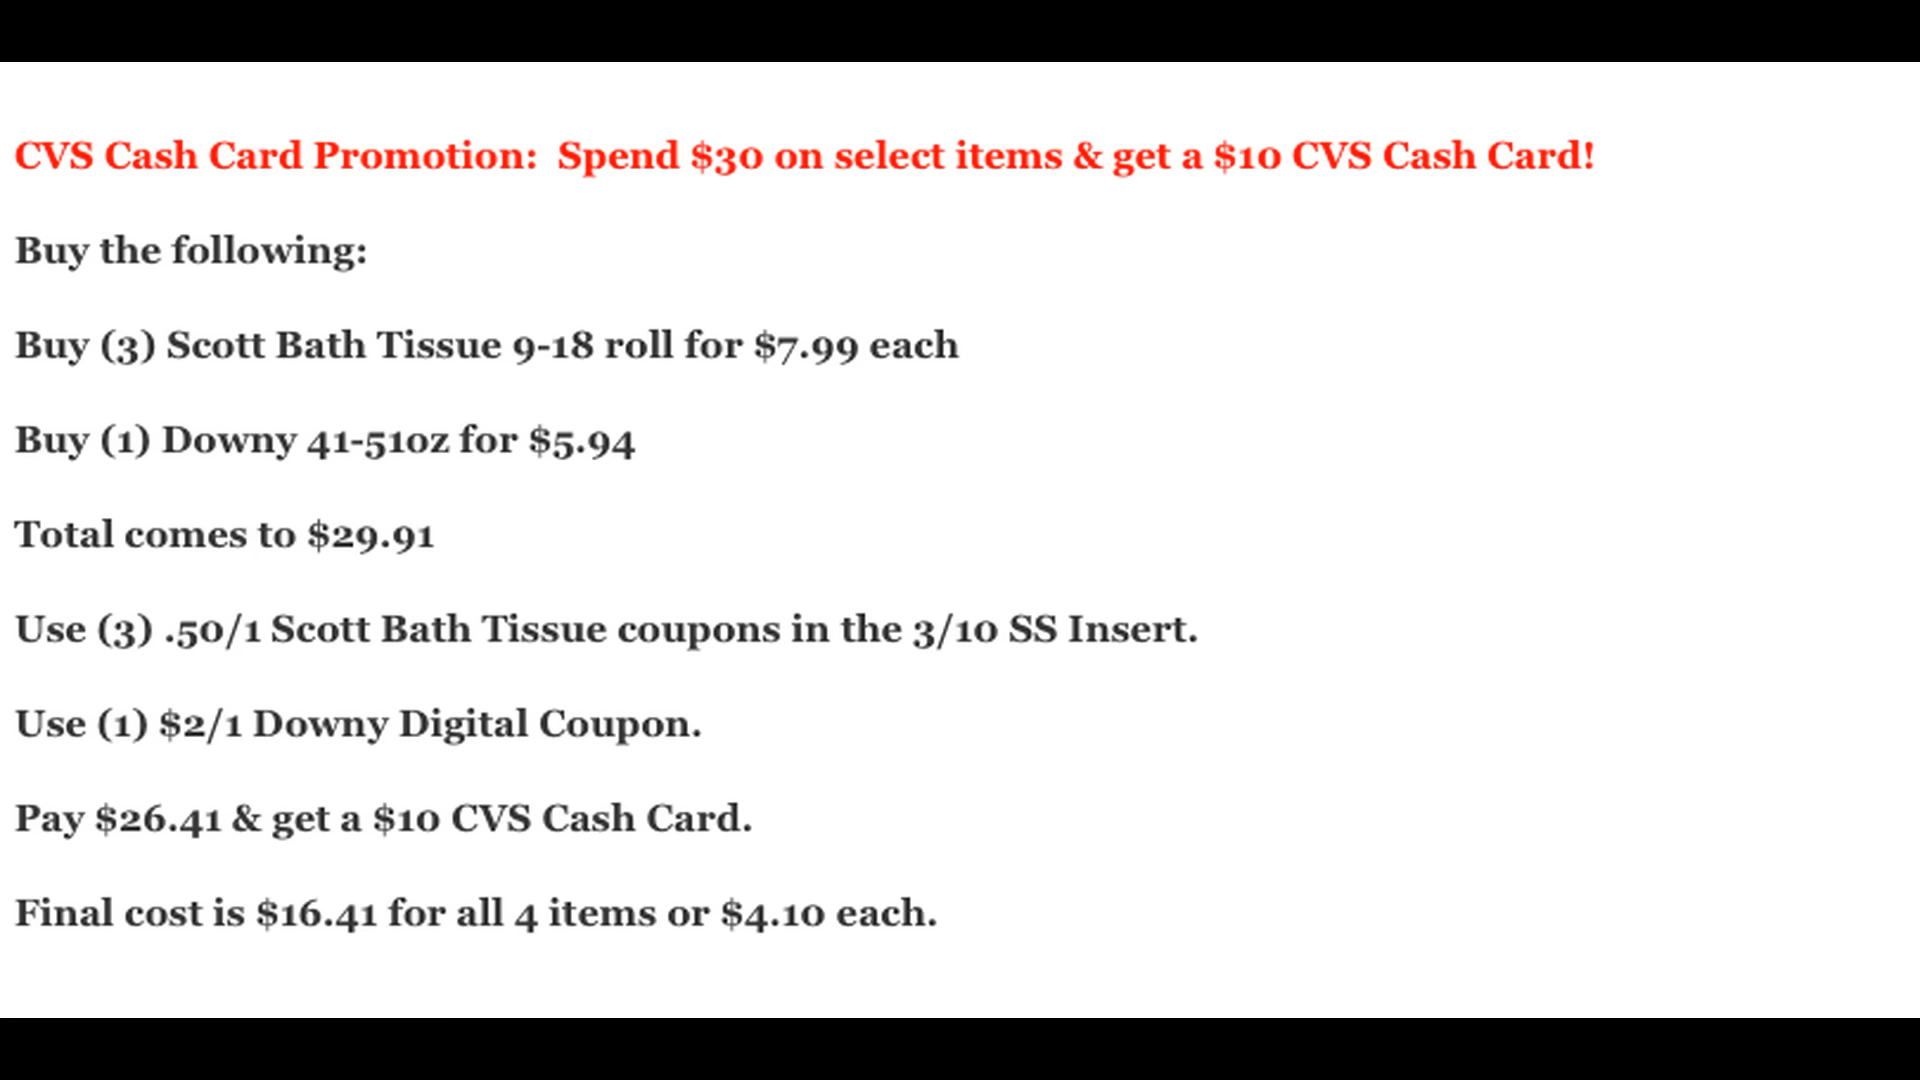 CVS Cash Card Promotion:  Spend $30 on select items & get a $10 CVS Cash Card!
Buy the following:
Buy (3) Scott Bath Tissue 9-18 roll for $7.99 each
Buy (1) Downy 41-51oz for $5.94
Total comes to $29.91
Use (3) .50/1 Scott Bath Tissue coupons in the 3/10 SS Insert.
Use (1) $2/1 Downy Digital Coupon.
Pay $26.41 & get a $10 CVS Cash Card.
Final cost is $16.41 for all 4 items or $4.10 each.